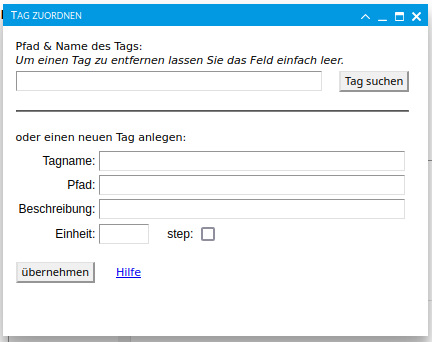 TAG ZUORDNEN
Pfad & Name des Tags:
Um einen Tag zu entfernen lassen Sie das Feld einfach leer.
Tag suchen
oder einen neuen Tag anlegen:
Tagname:
Pfad:
Beschreibung:
Einheit: step:
übernehmen Hilfe